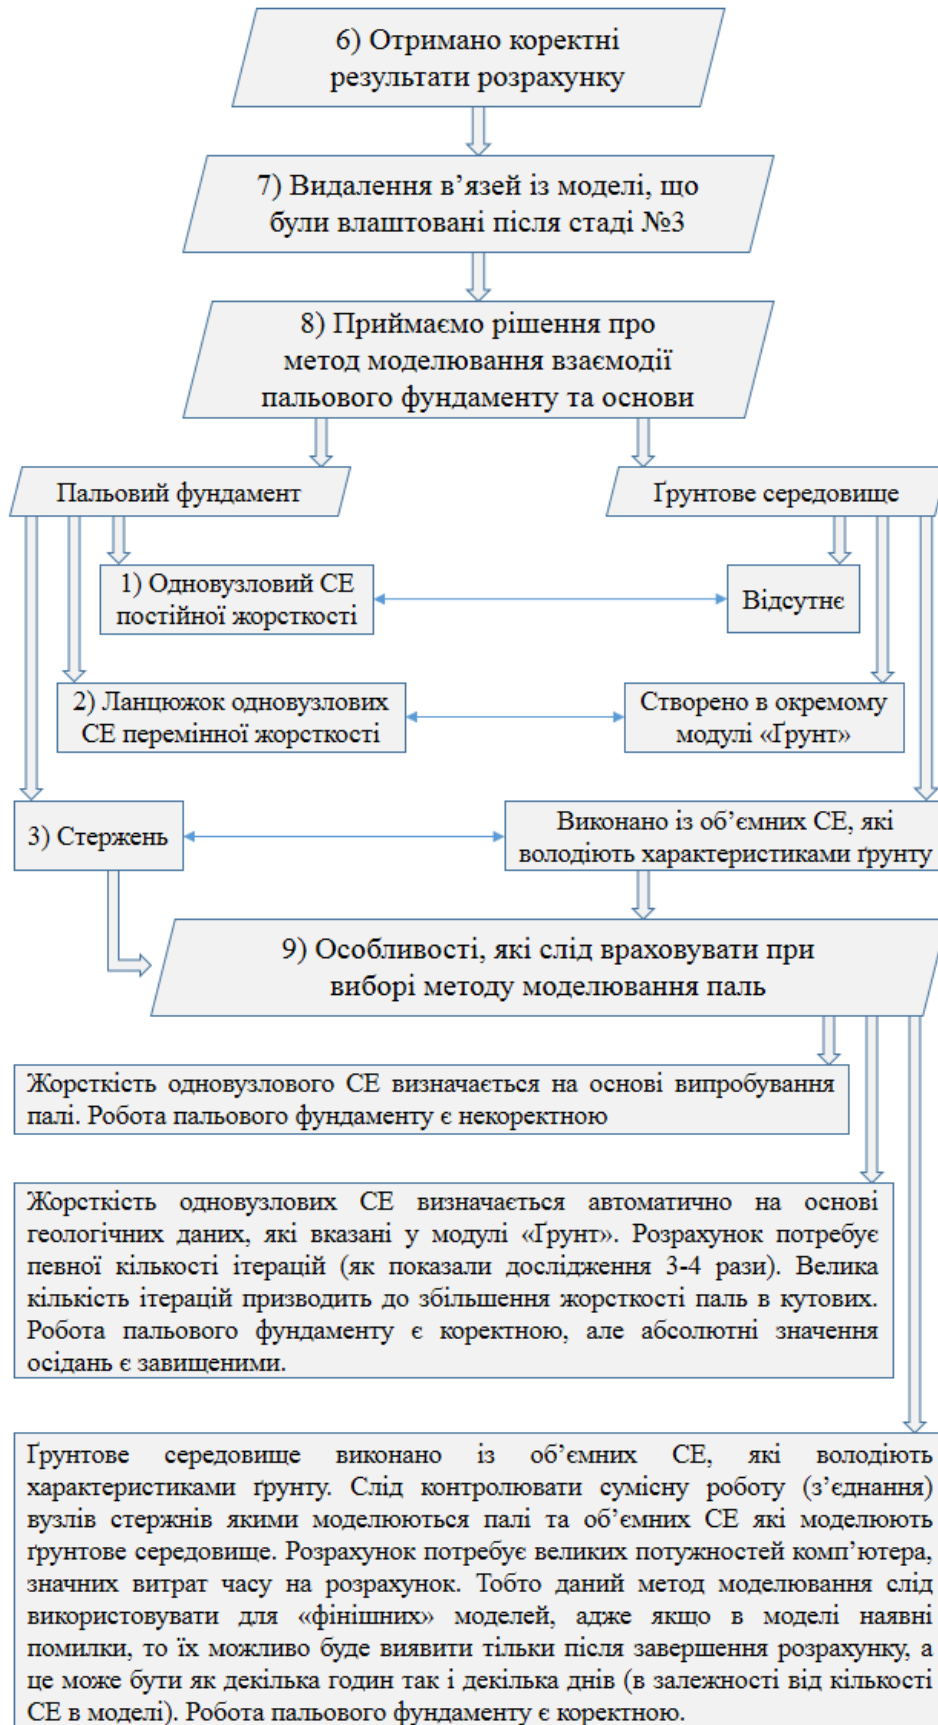 6) Отримано коректні
результати розрахунку
7) Видалення в’язей із моделі, що
були влаштовані після стаді №3
8) Приймаємо рішення про
метод моделювання взаємодії
пальового фундаменту та основи
Пальовий фундамент
Ґрунтове середовище
1) Одновузловий СЕ
постійної жорсткості
Відсутнє
2) Ланцюжок одновузлових
СЕ перемінної жорсткості
Створено в окремому
модулі «Ґрунт»
3) Стержень
Виконано із об’ємних СЕ, які
володіють характеристиками ґрунту
9) Особливості, які слід враховувати при
виборі методу моделювання паль
Жорсткість одновузлового СЕ визначається на основі випробування
палі. Робота пальового фундаменту є некоректною
Жорсткість одновузлових СЕ визначається автоматично на основі
геологічних даних, які вказані у модулі «Ґрунт». Розрахунок потребує
певної кількості ітерацій (як показали дослідження 3-4 рази). Велика
кількість ітерацій призводить до збільшення жорсткості паль в кутових.
Робота пальового фундаменту є коректною, але абсолютні значення
осідань є завищеними.
Ґрунтове середовище виконано із об’ємних СЕ, які володіють
характеристиками ґрунту. Слід контролювати сумісну роботу (з’єднання)
вузлів стержнів якими моделюються палі та об’ємних СЕ які моделюють
ґрунтове середовище. Розрахунок потребує великих потужностей комп’ютера,
значних витрат часу на розрахунок. Тобто даний метод моделювання слід
використовувати для «фінішних» моделей, адже якщо в моделі наявні
помилки, то їх можливо буде виявити тільки після завершення розрахунку, а
це може бути як декілька годин так і декілька днів (в залежності від кількості
СЕ в моделі). Робота пальового фундаменту є коректною.